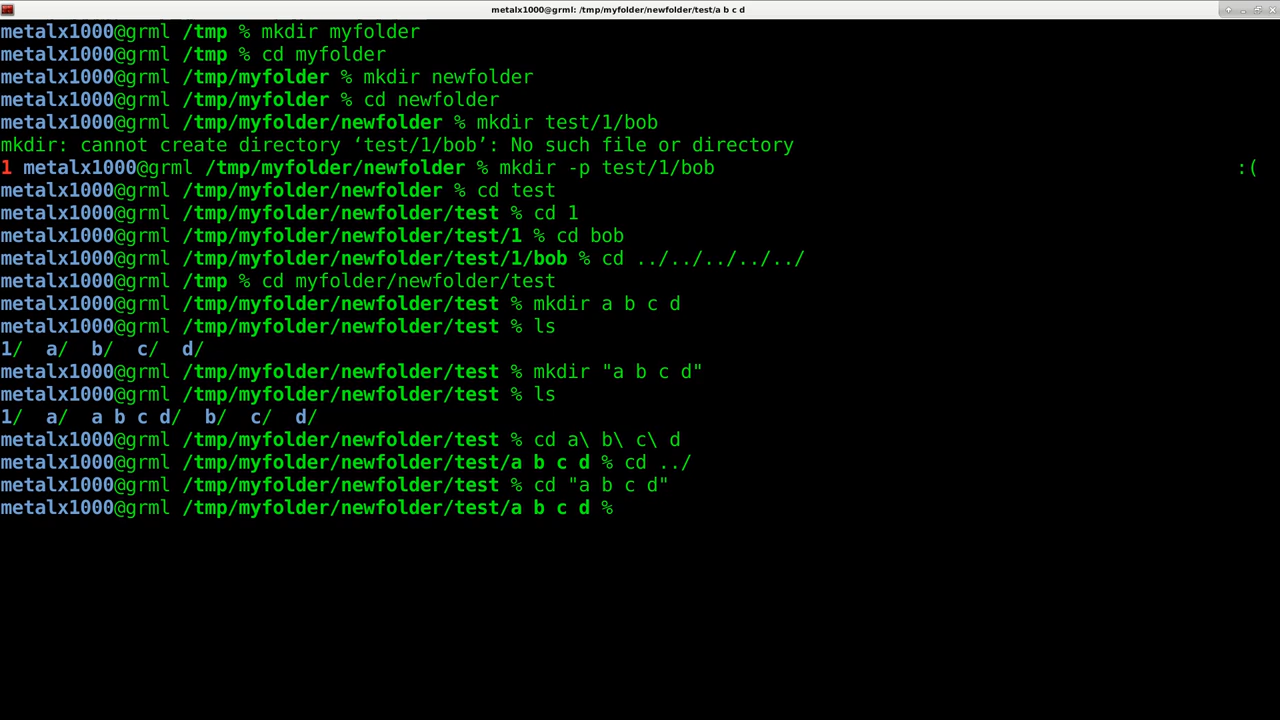 metalx1000@grml: /tmp/myfolder/newfolder/test/a b c d
metalx1000@grml /tmp % mkdir myfolder
metalx1000@grml /tmp % cd myfolder
metalx1000@grml /tmp/myfolder % mkdir newfolder
metalx1000@grml /tmp/myfolder % cd newfolder
metalx1000@grml /tmp/myfolder/newfolder % mkdir test/1/bob
mkdir: cannot create directory ‘test/1/bob’: No such file or directory
1 metalx1000@grml /tmp/myfolder/newfolder % mkdir -p test/1/bob :(
metalx1000@grml /tmp/myfolder/newfolder % cd test
metalx1000@grml /tmp/myfolder/newfolder/test % cd 1
metalx1000@grml /tmp/myfolder/newfolder/test/1 % cd bob
metalx1000@grml /tmp/myfolder/newfolder/test/1/bob % cd ../../../../../
metalx1000@grml /tmp % cd myfolder/newfolder/test
metalx1000@grml /tmp/myfolder/newfolder/test % mkdir a b c d
metalx1000@grml /tmp/myfolder/newfolder/test % ls
1/  a/  b/  c/  d/
metalx1000@grml /tmp/myfolder/newfolder/test % mkdir "a b c d"
metalx1000@grml /tmp/myfolder/newfolder/test % ls
1/  a/  a b c d/  b/  c/  d/
metalx1000@grml /tmp/myfolder/newfolder/test % cd a\ b\ c\ d
metalx1000@grml /tmp/myfolder/newfolder/test/a b c d % cd ../
metalx1000@grml /tmp/myfolder/newfolder/test % cd "a b c d"
metalx1000@grml /tmp/myfolder/newfolder/test/a b c d %